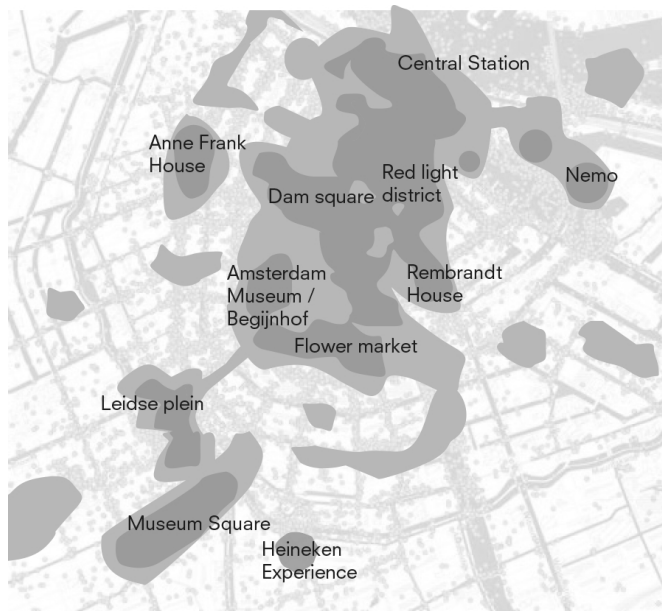 Central Station
Anne Frank
House
Red light
district
Nemo
Dam square
Amsterdam
Museum /
Begijnhof
Rembrandt
House
Flower market
Leidse plein
Museum Square
Heineken
Experience